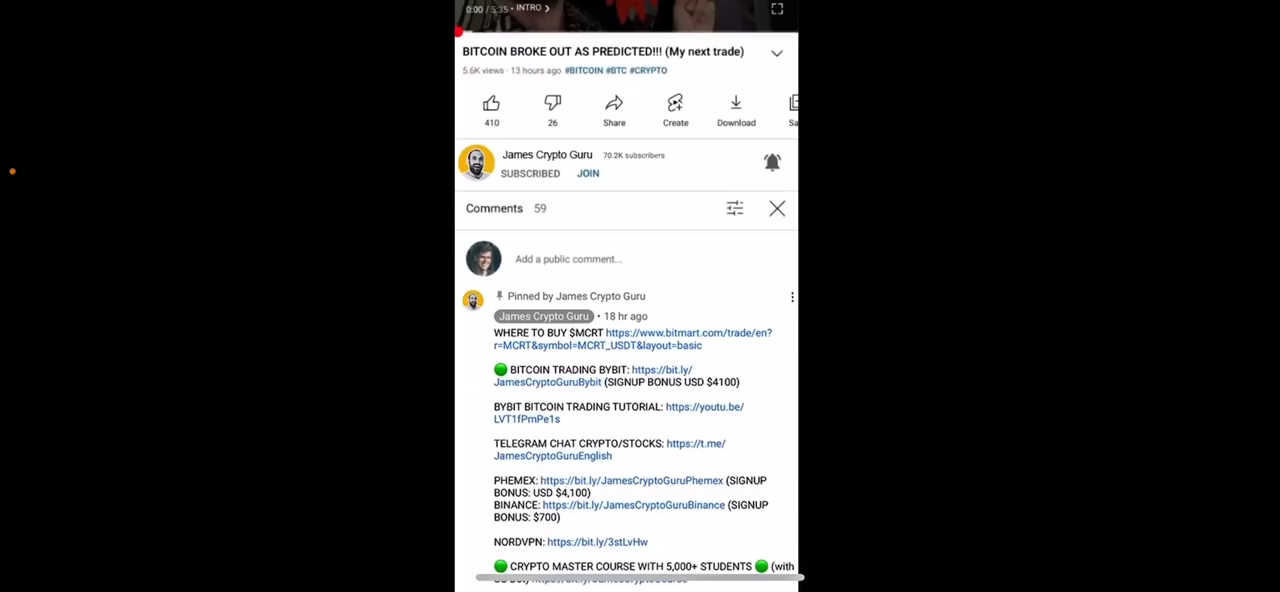 0:00 / 5:35 • INTRO
BITCOIN BROKE OUT AS PREDICTED!!! (My next trade)
5.6K views · 13 hours ago #BITCOIN #BTC #CRYPTO
410 26 Share Create Download Sa
James Crypto Guru 70.2K subscribers
SUBSCRIBED JOIN
Comments 59
Add a public comment...
Pinned by James Crypto Guru
James Crypto Guru • 18 hr ago
WHERE TO BUY $MCRT https://www.bitmart.com/trade/en?
r=MCRT&symbol=MCRT_USDT&layout=basic
BITCOIN TRADING BYBIT: https://bit.ly/
JamesCryptoGuruBybit (SIGNUP BONUS USD $4100)
BYBIT BITCOIN TRADING TUTORIAL: https://youtu.be/
LVT1fPmPe1s
TELEGRAM CHAT CRYPTO/STOCKS: https://t.me/
JamesCryptoGuruEnglish
PHEMEX: https://bit.ly/JamesCryptoGuruPhemex (SIGNUP
BONUS: USD $4,100)
BINANCE: https://bit.ly/JamesCryptoGuruBinance (SIGNUP
BONUS: $700)
NORDVPN: https://bit.ly/3stLvHw
CRYPTO MASTER COURSE WITH 5,000+ STUDENTS (with